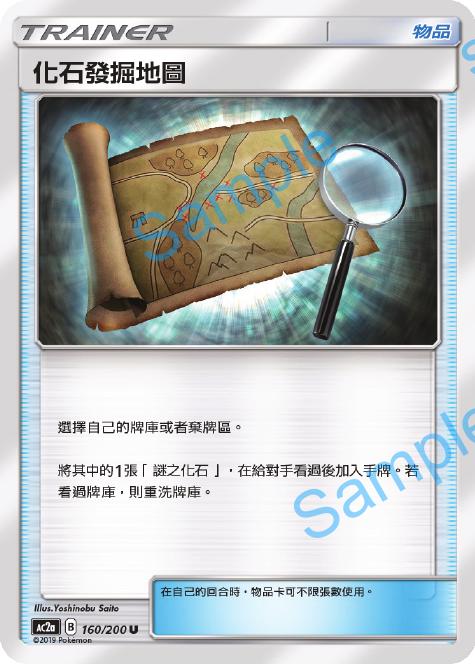 TRAINER
物品
化石發掘地圖
Sample
選擇自己的牌庫或者棄牌區。
將其中的1張「謎之化石」，在給對手看過後加入手牌。若
看過牌庫，則重洗牌庫。
Sample
在自己的回合時，物品卡可不限張數使用。
Illus.Yoshinobu Saito
AC2a B 160/200 U
©2019 Pokémon